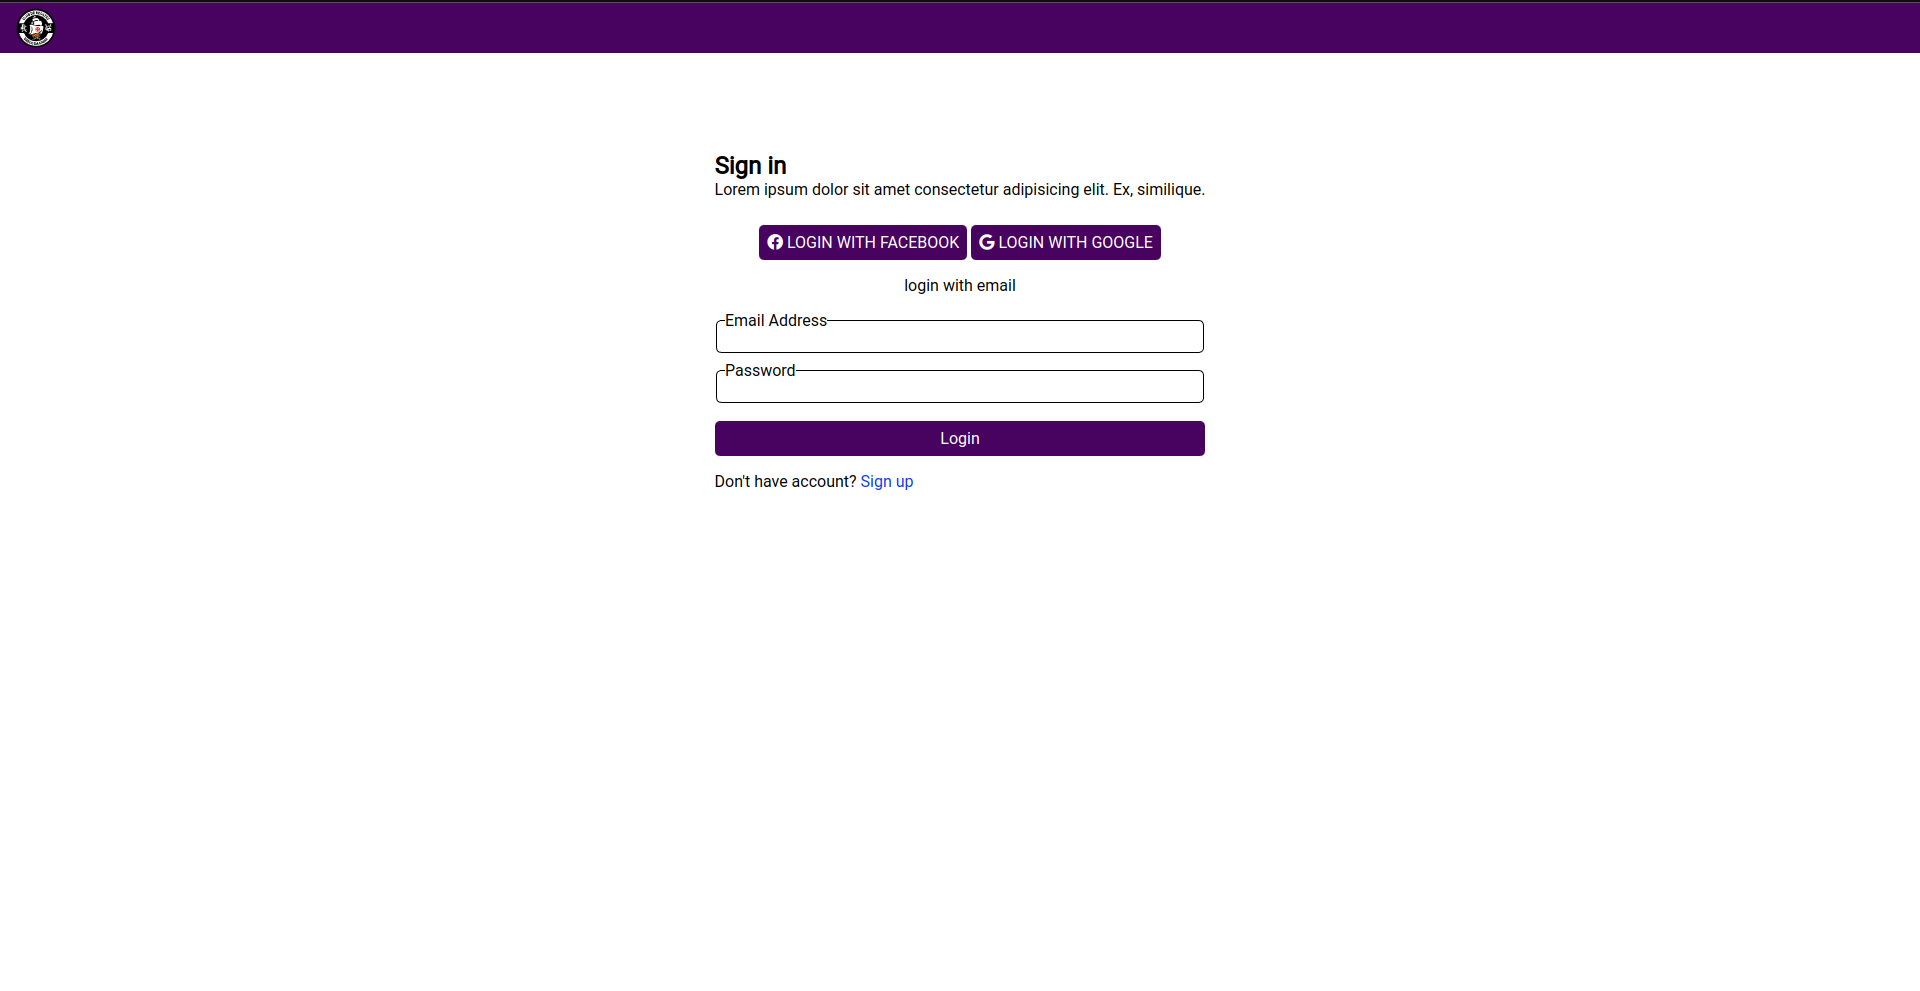 Sign in
Lorem ipsum dolor sit amet consectetur adipisicing elit. Ex, similique.
LOGIN WITH FACEBOOK LOGIN WITH GOOGLE
login with email
Email Address
Password
Login
Don't have account? Sign up